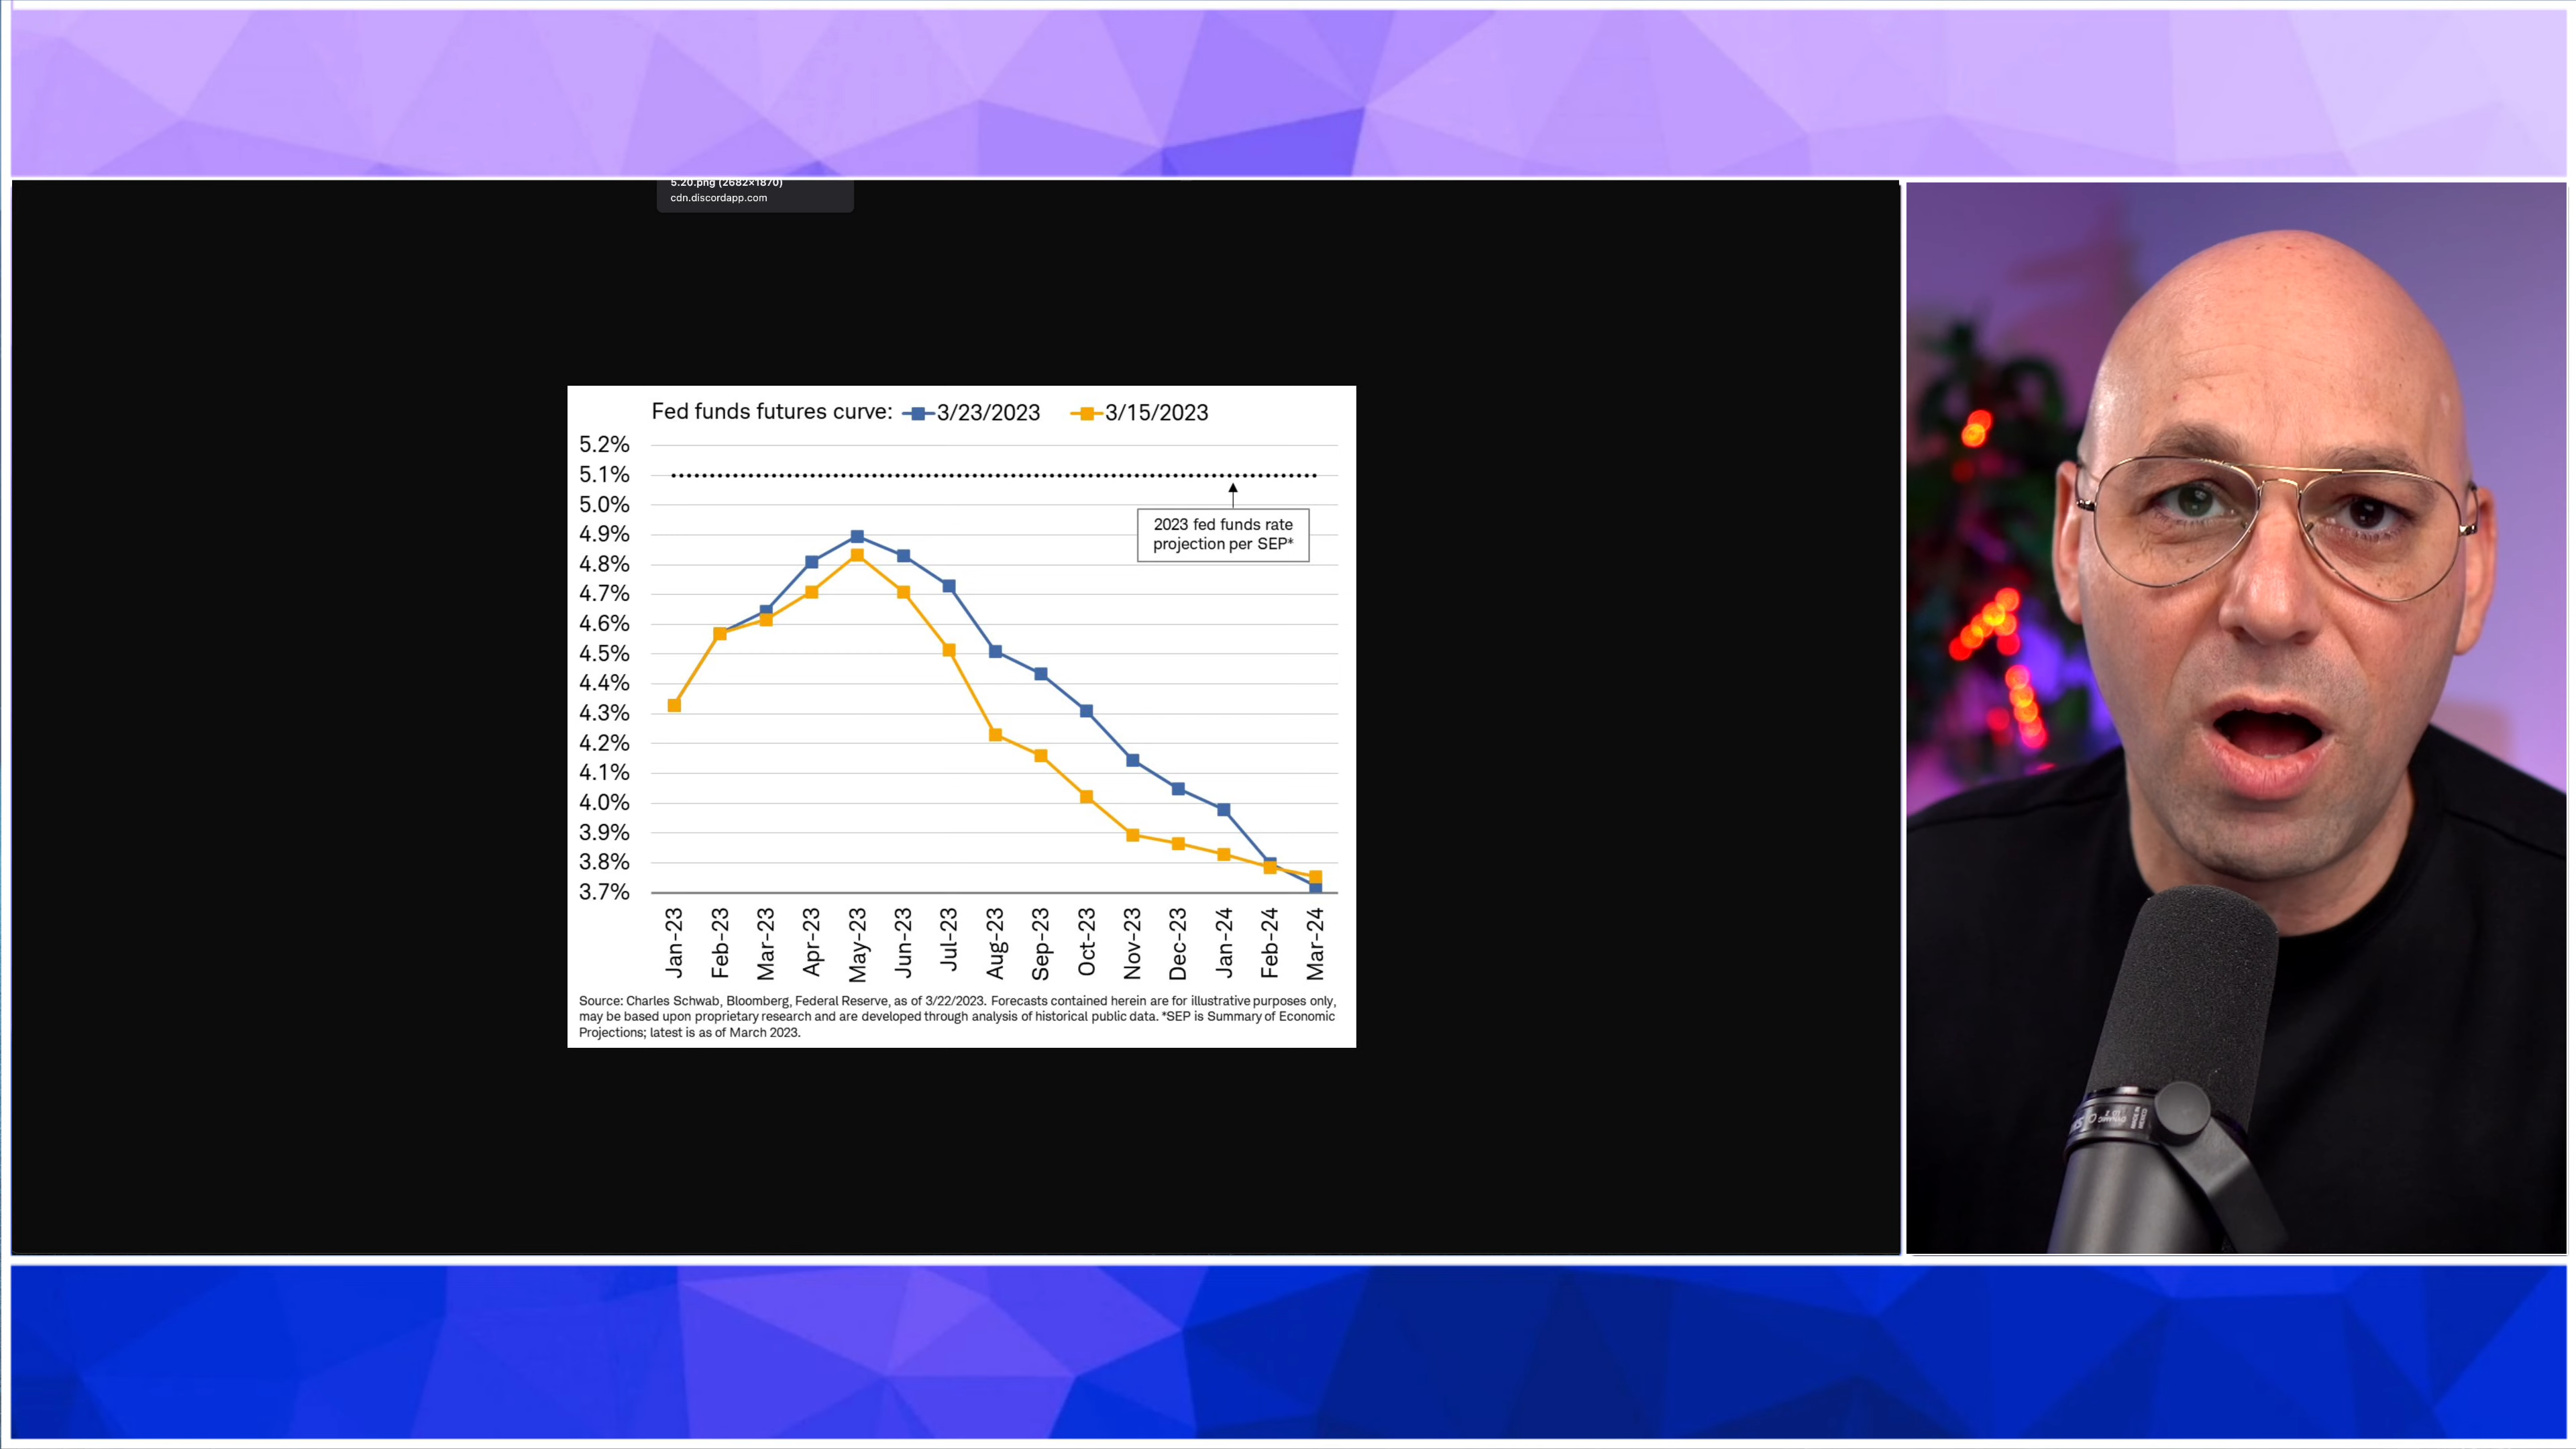 5.20.png (2682×1870)
cdn.discordapp.com
Fed funds futures curve: 3/23/2023 3/15/2023
5.2%
5.1%
5.0%
4.9%
4.8%
4.7%
4.6%
4.5%
4.4%
4.3%
4.2%
4.1%
4.0%
3.9%
3.8%
3.7%
2023 fed funds rate
projection per SEP*
Jan-23
Feb-23
Mar-23
Apr-23
May-23
Jun-23
Jul-23
Aug-23
Sep-23
Oct-23
Nov-23
Dec-23
Jan-24
Feb-24
Mar-24
Source: Charles Schwab, Bloomberg, Federal Reserve, as of 3/22/2023. Forecasts contained herein are for illustrative purposes only,
may be based upon proprietary research and are developed through analysis of historical public data. *SEP is Summary of Economic
Projections; latest is as of March 2023.